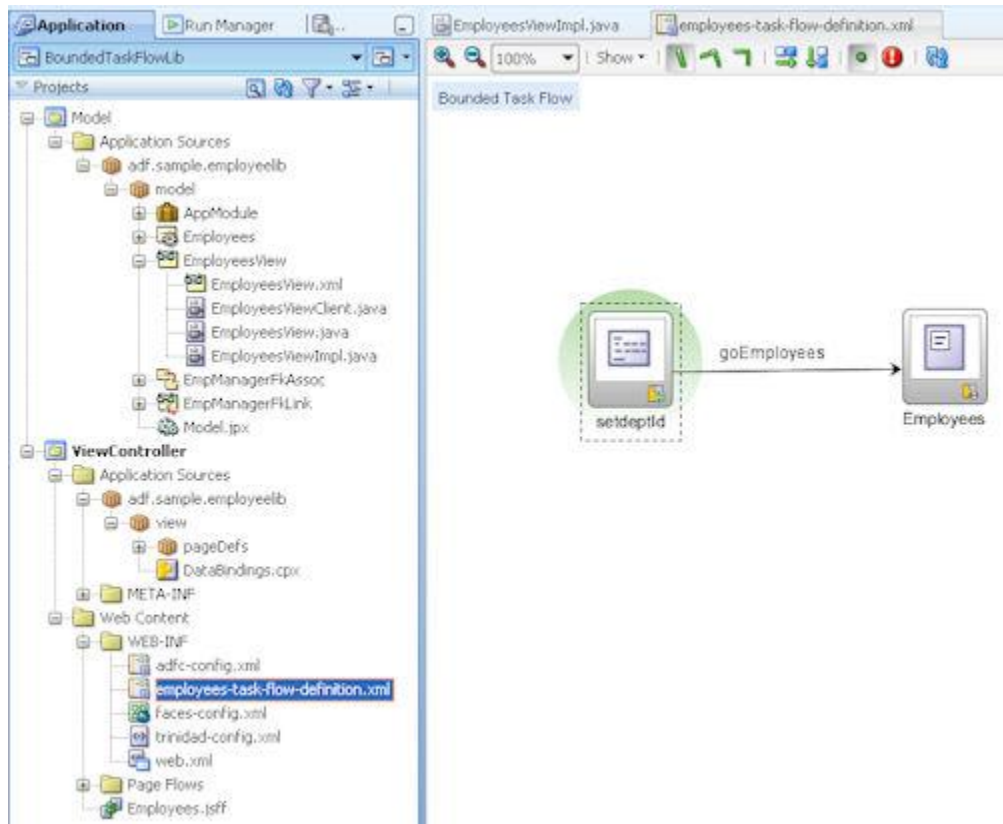 Application
Run Manager
EmployeesViewImpl.java
employees-task-flow-definition.xml
BoundedTaskFlowLib
100%
Show
Projects
Bounded Task Flow
Model
Application Sources
adf.sample.employeelib
model
AppModule
Employees
EmployeesView
EmployeesView.xml
EmployeesViewClient.java
EmployeesView.java
EmployeesViewImpl.java
EmpManagerFkAssoc
EmpManagerFkLink
Model.jpx
ViewController
Application Sources
adf.sample.employeelib
view
pageDefs
DataBindings.cpx
META-INF
Web Content
WEB-INF
adfc-config.xml
employees-task-flow-definition.xml
faces-config.xml
trinidad-config.xml
web.xml
Page Flows
Employees.jsff
goEmployees
setdeptId
Employees